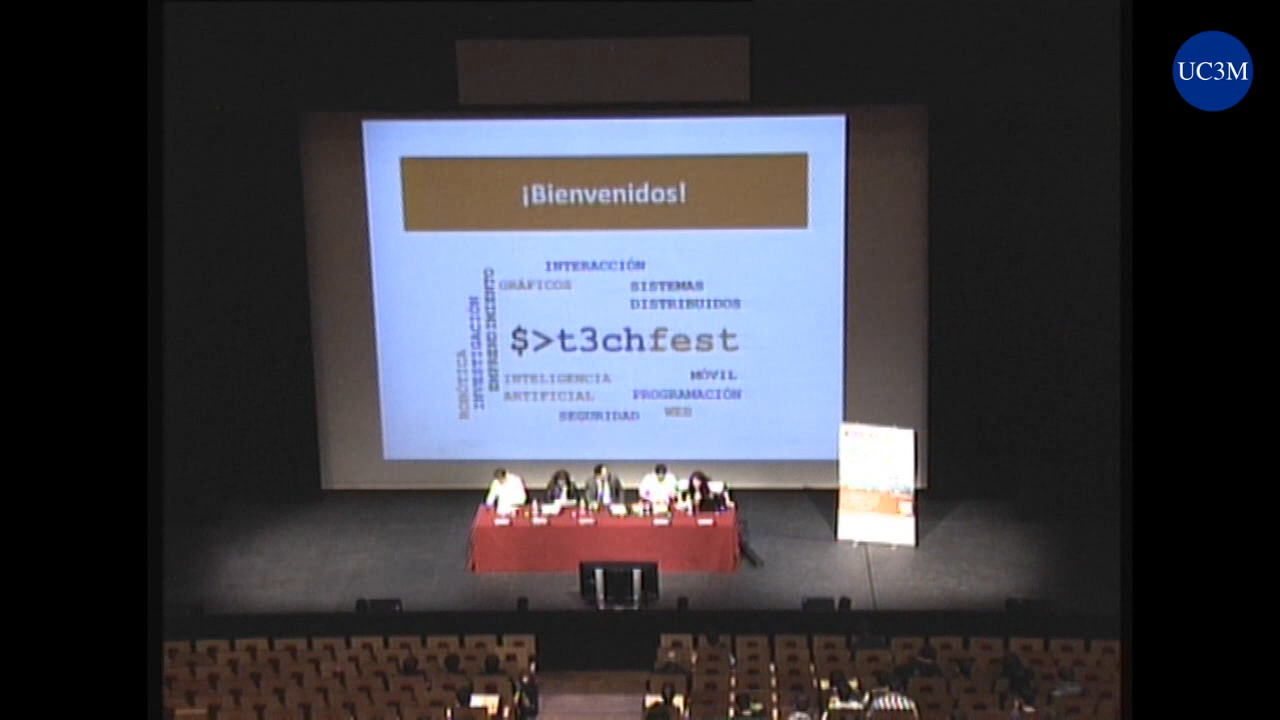 UC3M
¡Bienvenidos!
INTERACCIÓN
GRÁFICOS
SISTEMAS
DISTRIBUIDOS
ROBÓTICA
INVESTIGACIÓN
EMPRENDIMIENTO
$>t3chfest
INTELIGENCIA
ARTIFICIAL
MÓVIL
PROGRAMACIÓN
SEGURIDAD
WEB